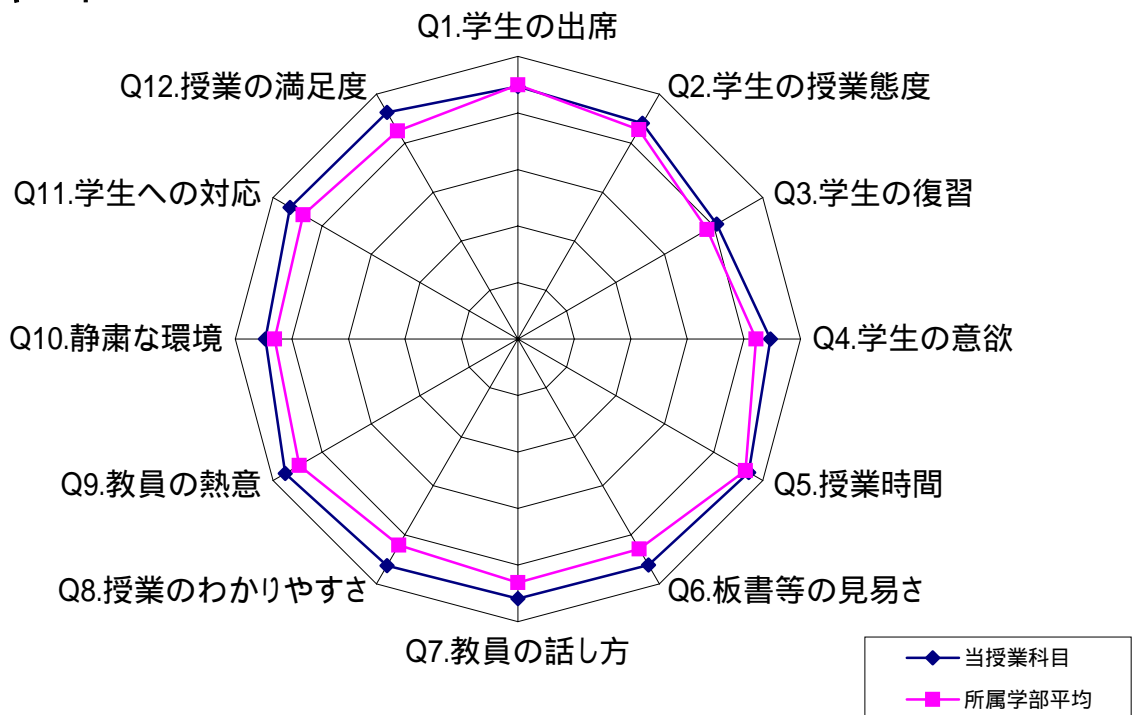 Q1.学生の出席
Q2.学生の授業態度
Q3.学生の復習
Q4.学生の意欲
Q5.授業時間
Q6.板書等の見易さ
Q7.教員の話し方
Q8.授業のわかりやすさ
Q9.教員の熱意
Q10.静粛な環境
Q11.学生への対応
Q12.授業の満足度
当授業科目
所属学部平均